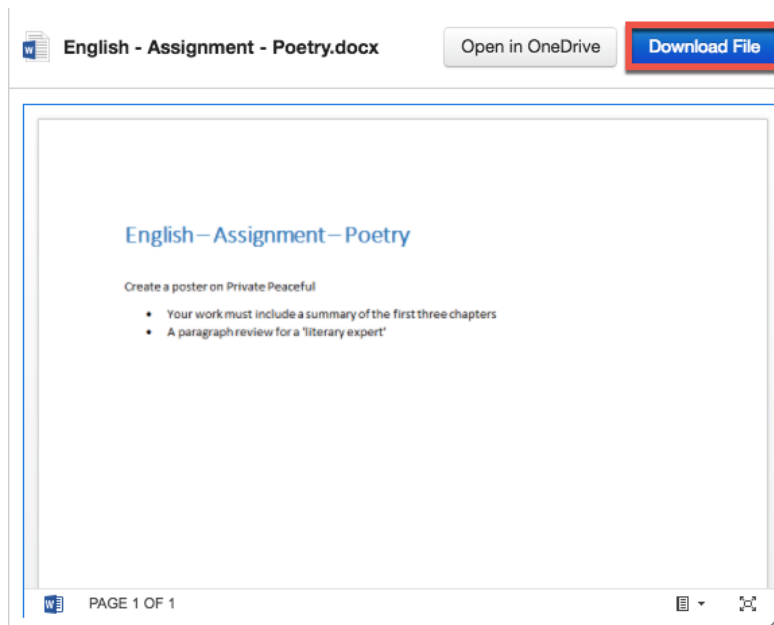 English - Assignment - Poetry.docx
Open in OneDrive
Download File
English – Assignment – Poetry
Create a poster on Private Peaceful
• Your work must include a summary of the first three chapters
• A paragraph review for a 'literary expert'
PAGE 1 OF 1